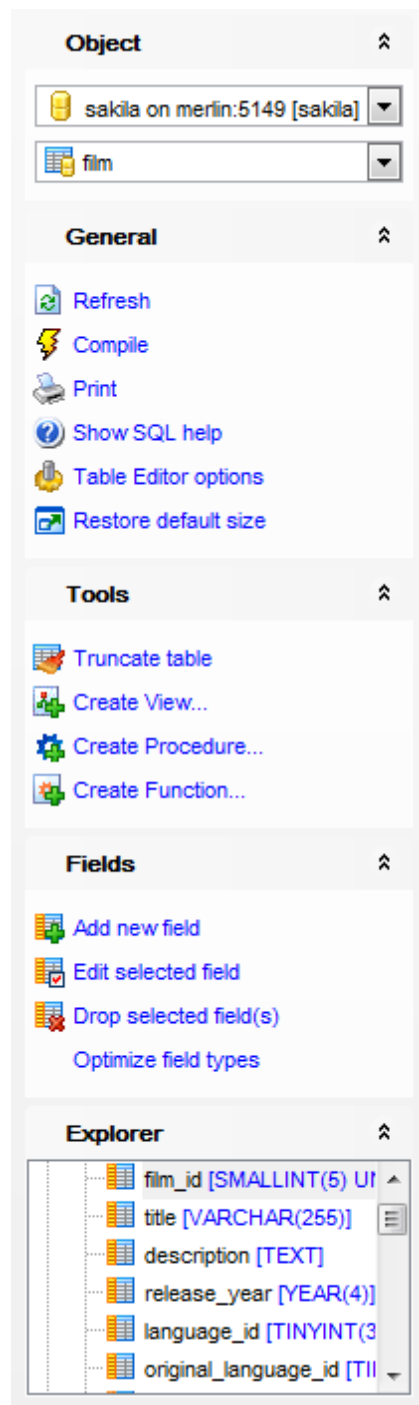 Object
sakila on merlin:5149 [sakila]
film
General
Refresh
Compile
Print
Show SQL help
Table Editor options
Restore default size
Tools
Truncate table
Create View...
Create Procedure...
Create Function...
Fields
Add new field
Edit selected field
Drop selected field(s)
Optimize field types
Explorer
film_id [SMALLINT(5)
title [VARCHAR(255)]
description [TEXT]
release_year [YEAR(4)]
language_id [TINYINT(3
original_language_id